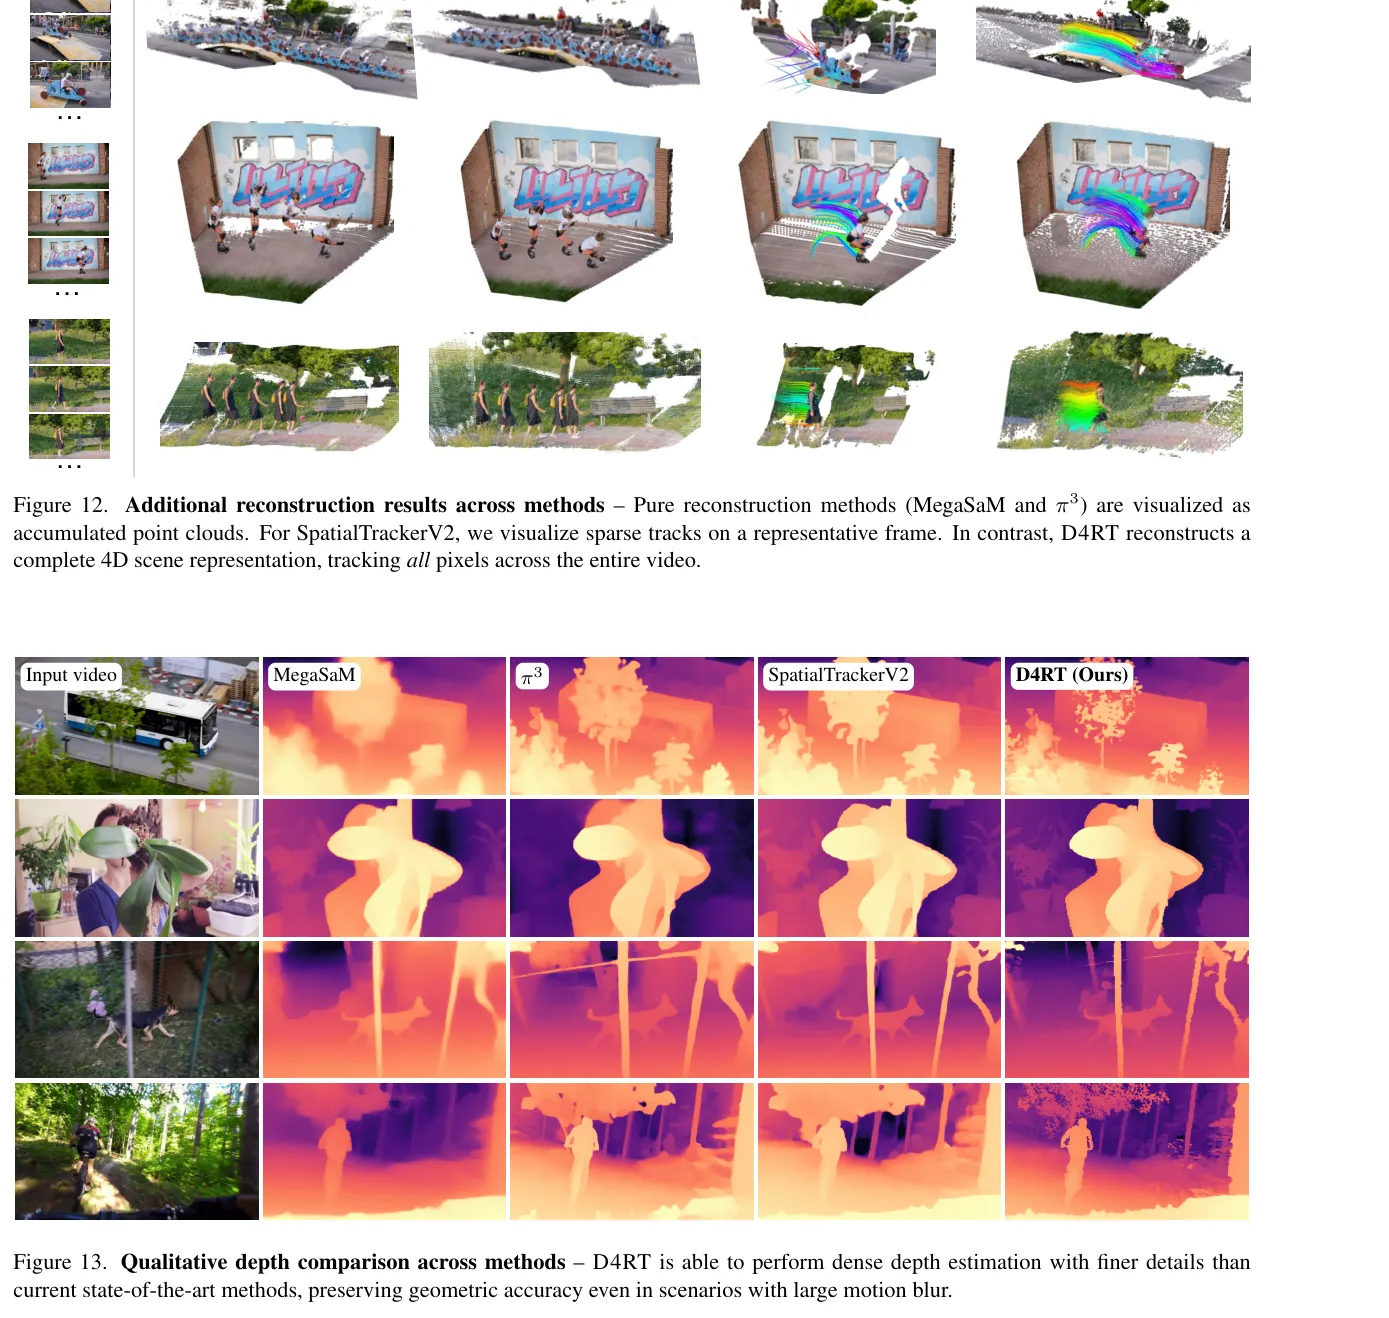 ...
...
...
Figure 12. Additional reconstruction results across methods – Pure reconstruction methods (MegaSaM and π³) are visualized as
accumulated point clouds. For SpatialTrackerV2, we visualize sparse tracks on a representative frame. In contrast, D4RT reconstructs a
complete 4D scene representation, tracking all pixels across the entire video.
Input video
MegaSaM
π³
SpatialTrackerV2
D4RT (Ours)
Figure 13. Qualitative depth comparison across methods – D4RT is able to perform dense depth estimation with finer details than
current state-of-the-art methods, preserving geometric accuracy even in scenarios with large motion blur.